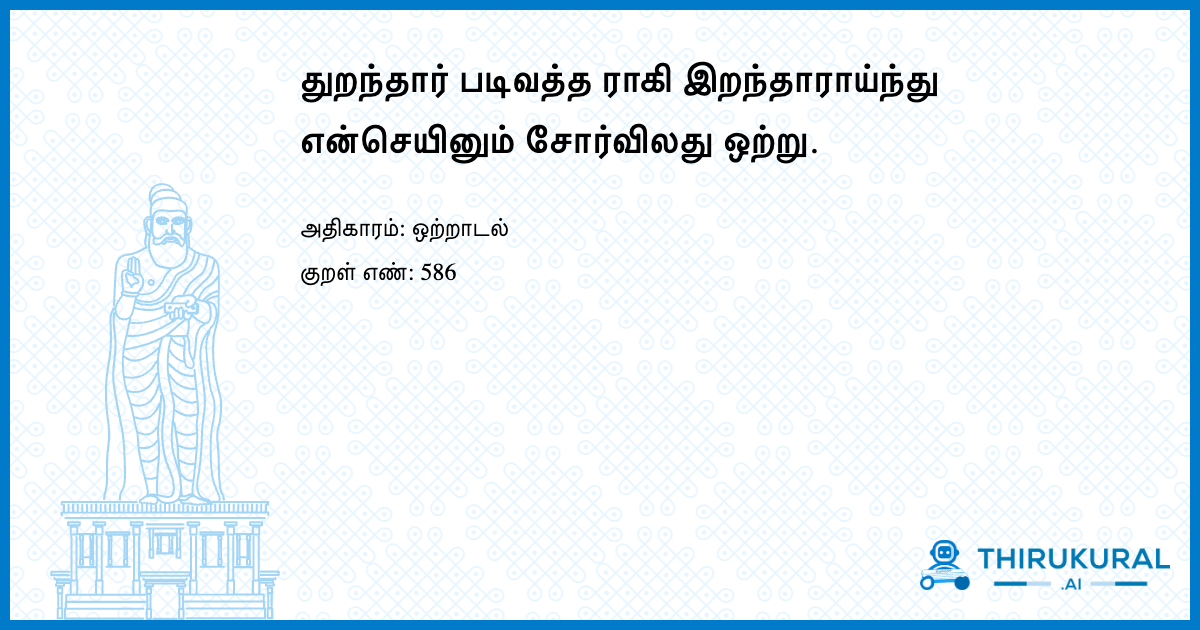 துறந்தார் படிவத்த ராகி இறந்தாராய்ந்து
என்செயினும் சோர்விலது ஒற்று.
அதிகாரம்: ஒற்றாடல்
குறள் எண்: 586
THIRUKURAL
.AI